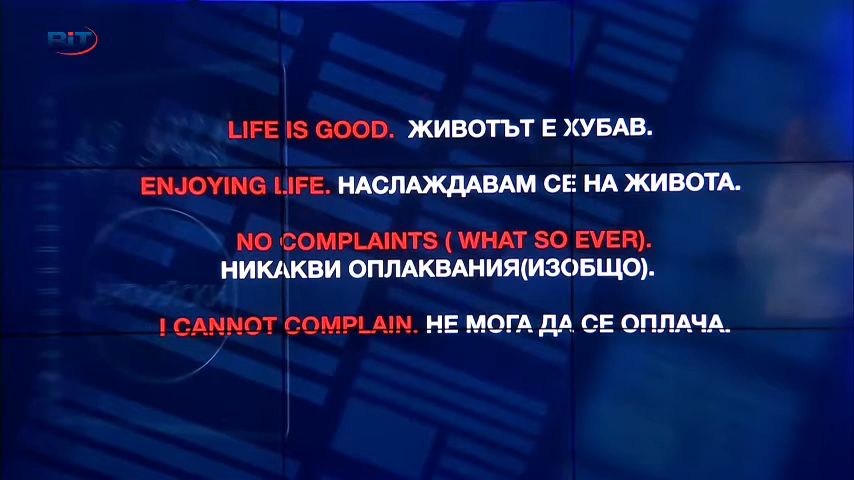 BiT
LIFE IS GOOD. ЖИВОТЪТ Е ХУБАВ.
ENJOYING LIFE. НАСЛАЖДАВАМ СЕ НА ЖИВОТА.
NO COMPLAINTS ( WHAT SO EVER).
НИКАКВИ ОПЛАКВАНИЯ(ИЗОБЩО).
I CANNOT COMPLAIN. НЕ МОГА ДА СЕ ОПЛАЧА.